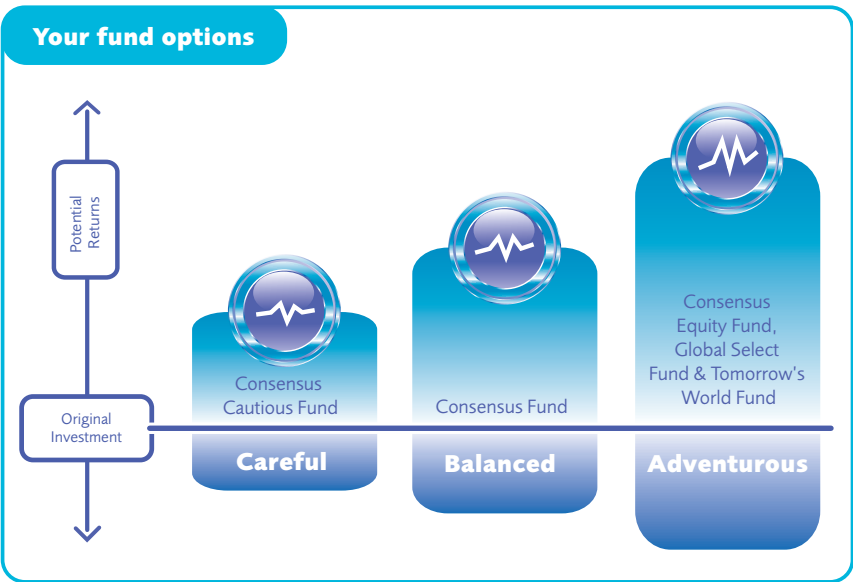 Your fund options
Potential
Returns
Original
Investment
Consensus
Cautious Fund
Careful
Consensus Fund
Balanced
Consensus
Equity Fund,
Global Select
Fund & Tomorrow's
World Fund
Adventurous